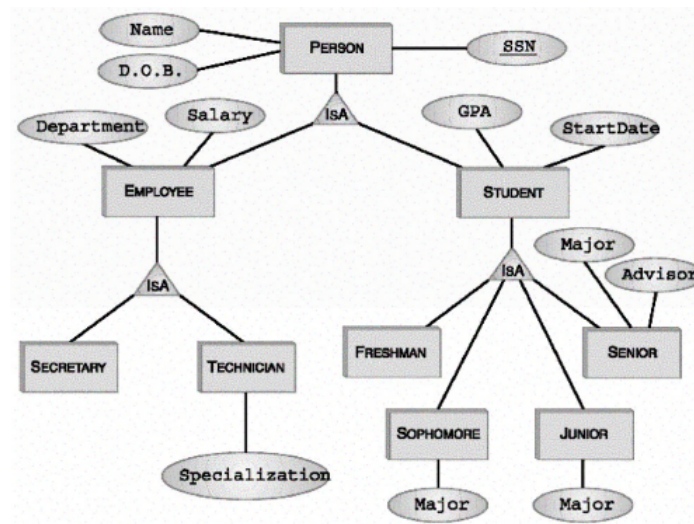 Name
PERSON
SSN
D.O.B.
IsA
Department
Salary
GPA
StartDate
EMPLOYEE
STUDENT
Major
Advisor
IsA
IsA
SECRETARY
TECHNICIAN
FRESHMAN
SENIOR
SOPHOMORE
JUNIOR
Specialization
Major
Major